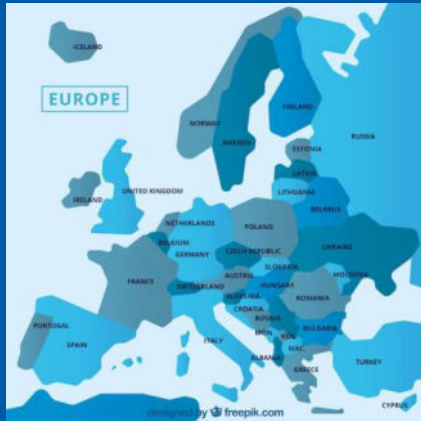 ICELAND
EUROPE
NORWAY
SWEDEN
FINLAND
RUSSIA
ESTONIA
LATVIA
LITHUANIA
BELARUS
UNITED KINGDOM
IRELAND
NETHERLANDS
BELGIUM
GERMANY
POLAND
CZECH REPUBLIC
UKRAINE
SLOVAKIA
MOLDOVA
FRANCE
SWITZERLAND
AUSTRIA
HUNGARY
SLOVENIA
ROMANIA
CROATIA
BOSNIA
PORTUGAL
SPAIN
ITALY
MON.
KOS.
BULGARIA
MAC.
ALBANIA
GREECE
TURKEY
CYPRUS
designed by freepik.com